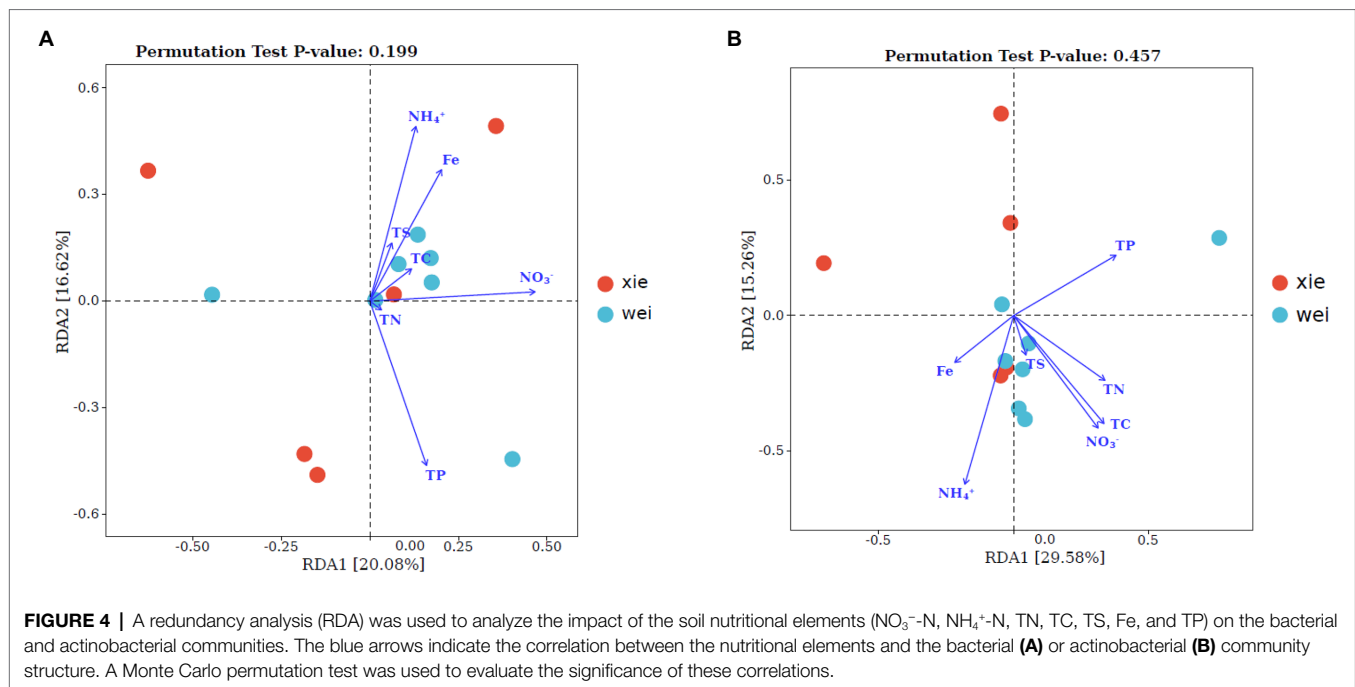 A
Permutation Test P-value: 0.199
0.6
0.3
0.0
-0.3
-0.6
RDA2 [16.62%]
NH₄⁺
Fe
TS
TC
NO₃⁻
TN
TP
-0.50
-0.25
0.00
0.25
0.50
RDA1 [20.08%]
xie
wei
B
Permutation Test P-value: 0.457
0.5
0.0
-0.5
RDA2 [15.26%]
TP
Fe
TS
TN
TC
NO₃⁻
NH₄⁺
-0.5
0.0
0.5
RDA1 [29.58%]
xie
wei
FIGURE 4 | A redundancy analysis (RDA) was used to analyze the impact of the soil nutritional elements (NO₃⁻-N, NH₄⁺-N, TN, TC, TS, Fe, and TP) on the bacterial
and actinobacterial communities. The blue arrows indicate the correlation between the nutritional elements and the bacterial (A) or actinobacterial (B) community
structure. A Monte Carlo permutation test was used to evaluate the significance of these correlations.